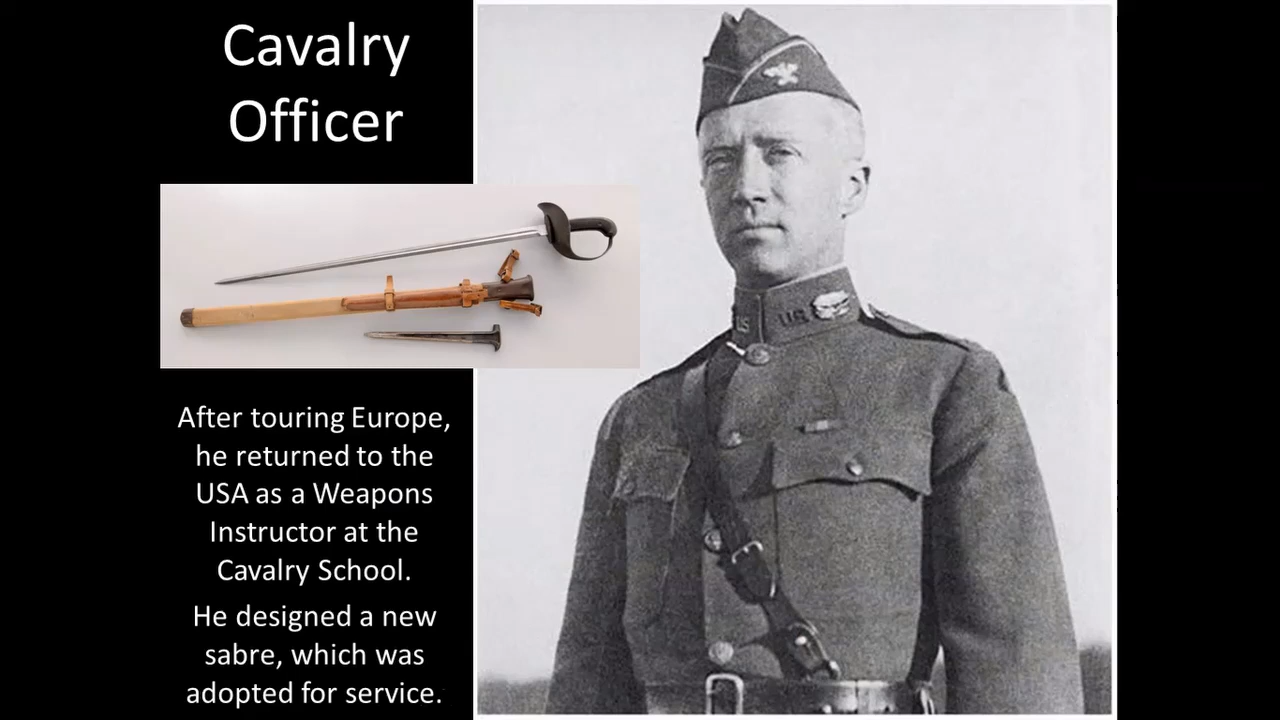 Cavalry
Officer
After touring Europe,
he returned to the
USA as a Weapons
Instructor at the
Cavalry School.
He designed a new
sabre, which was
adopted for service.
US
U.S.